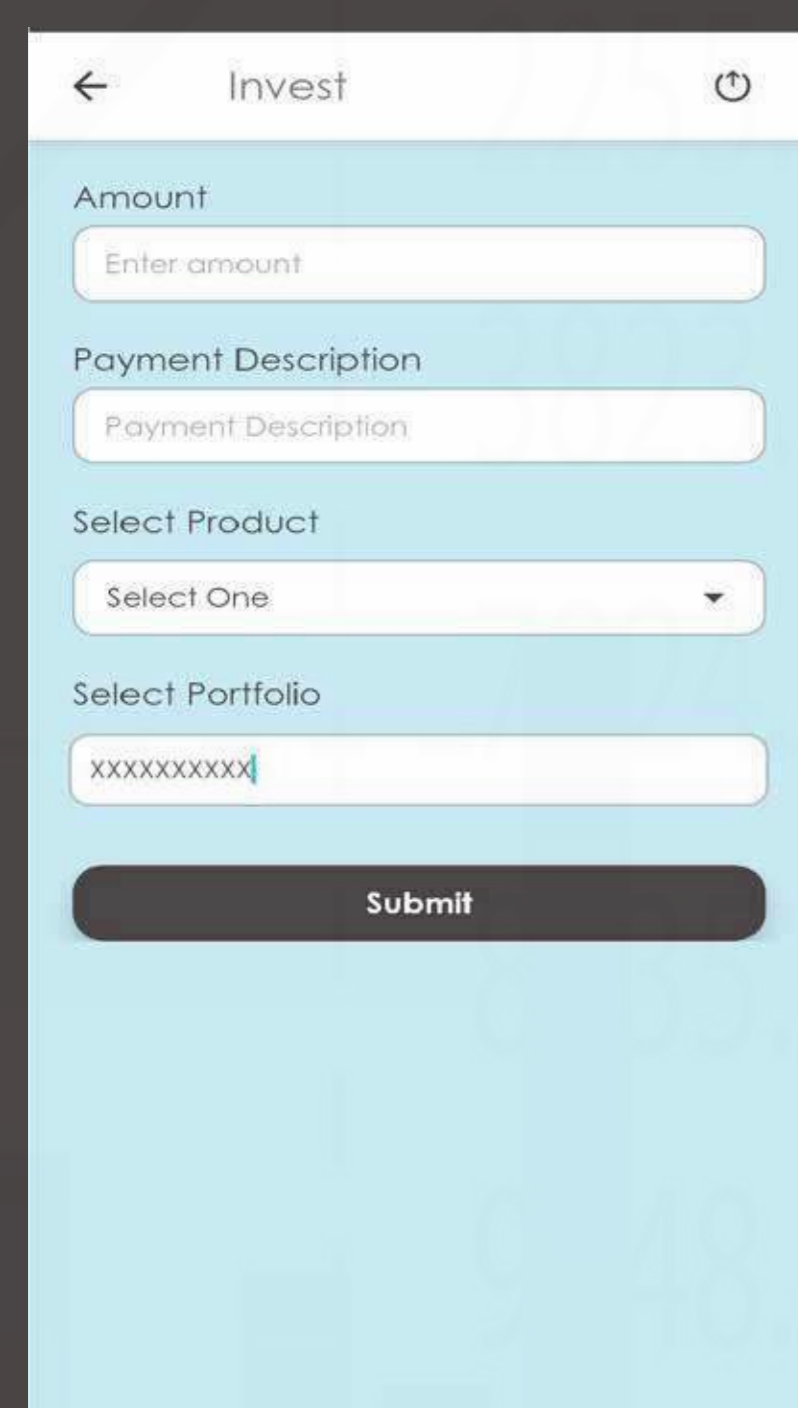 Invest
Amount
Enter amount
Payment Description
Payment Description
Select Product
Select One
Select Portfolio
XXXXXXXXXX
Submit